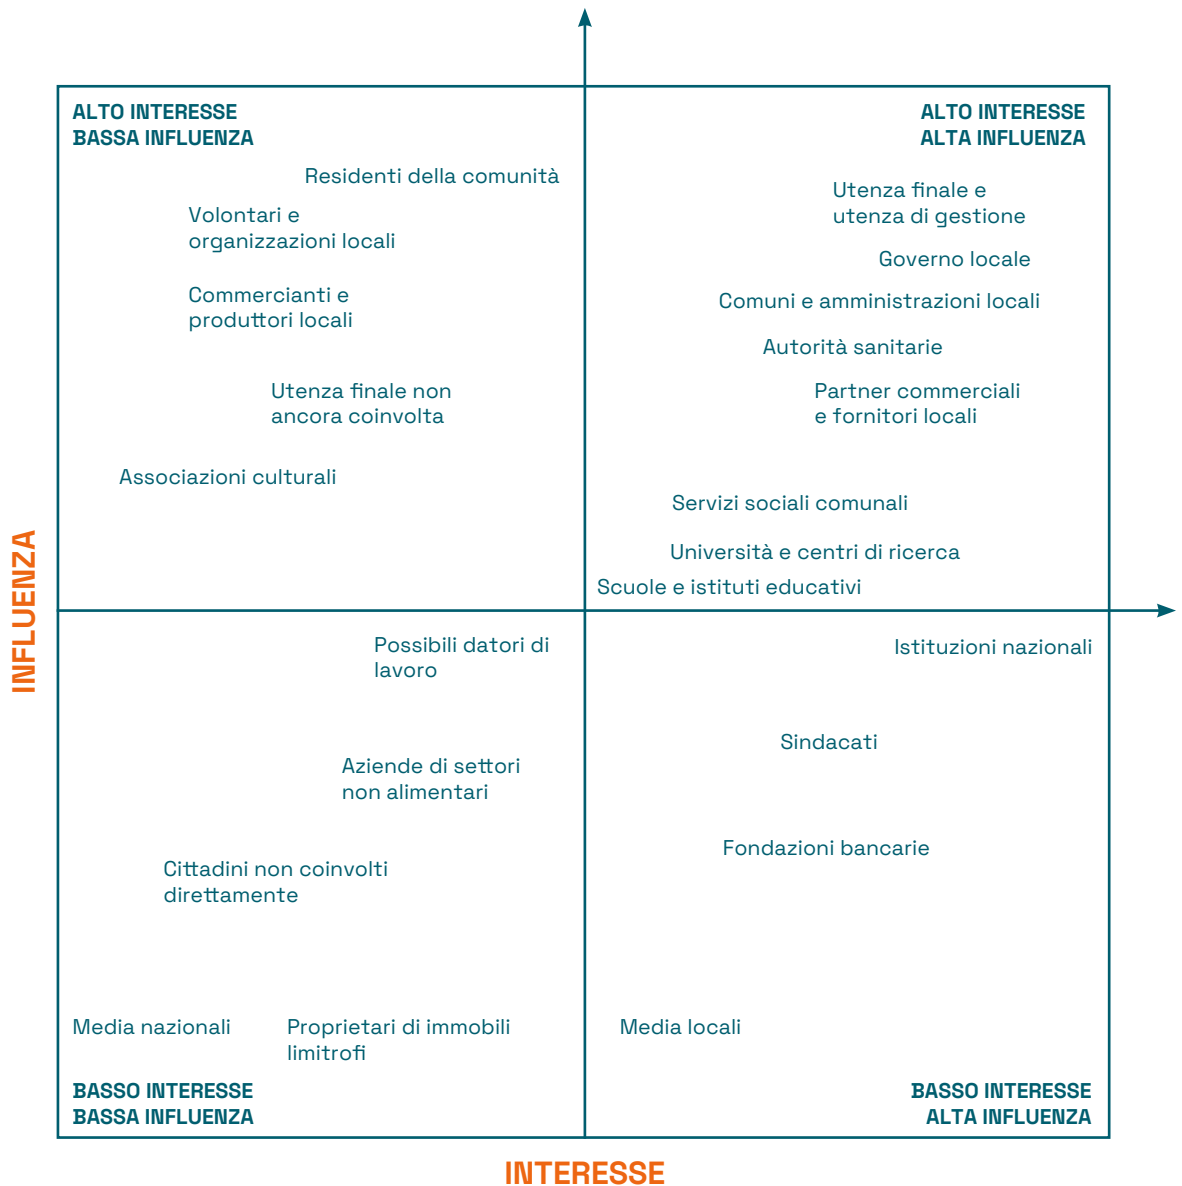 ALTO INTERESSE
BASSA INFLUENZA
Residenti della comunità
Volontari e
organizzazioni locali
Commercianti e
produttori locali
Utenza finale non
ancora coinvolta
Associazioni culturali
ALTO INTERESSE
ALTA INFLUENZA
Utenza finale e
utenza di gestione
Governo locale
Comuni e amministrazioni locali
Autorità sanitarie
Partner commerciali
e fornitori locali
Servizi sociali comunali
Università e centri di ricerca
Scuole e istituti educativi
INFLUENZA
Possibili datori di
lavoro
Aziende di settori
non alimentari
Cittadini non coinvolti
direttamente
Media nazionali
Proprietari di immobili
limitrofi
BASSO INTERESSE
BASSA INFLUENZA
Istituzioni nazionali
Sindacati
Fondazioni bancarie
Media locali
BASSO INTERESSE
ALTA INFLUENZA
INTERESSE